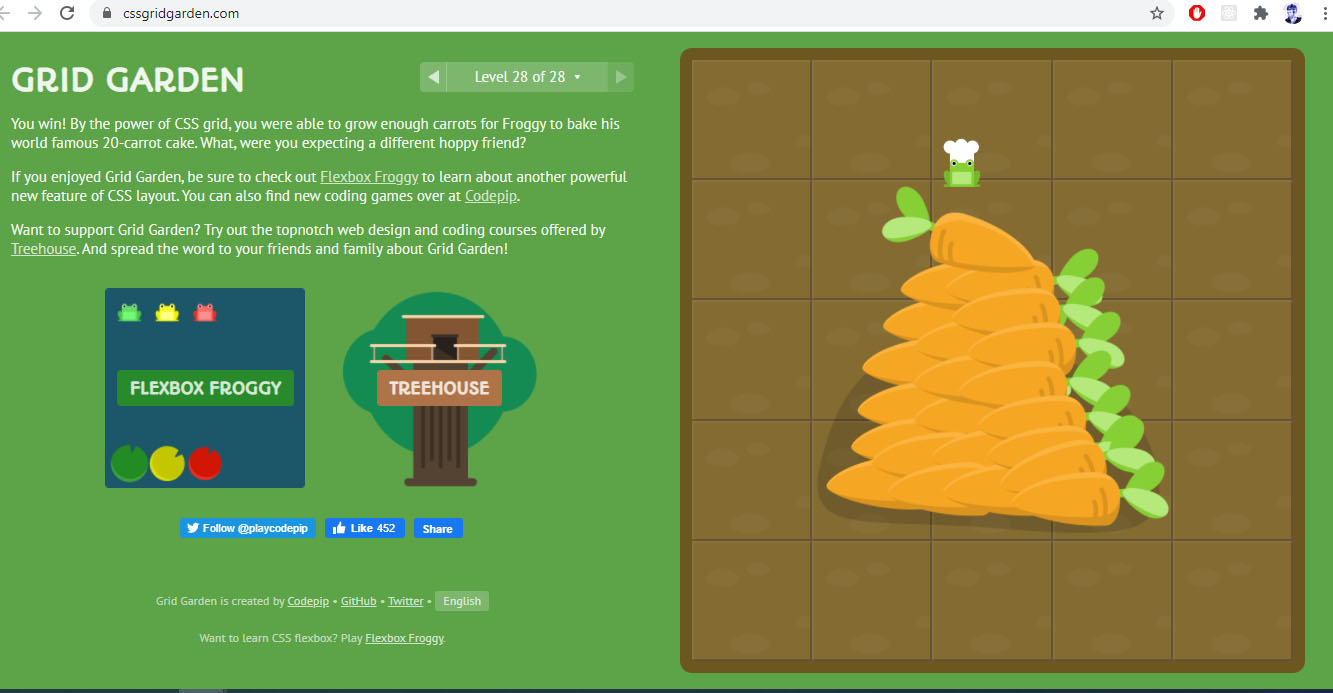 cssgridgarden.com
GRID GARDEN
Level 28 of 28
You win! By the power of CSS grid, you were able to grow enough carrots for Froggy to bake his
world famous 20-carrot cake. What, were you expecting a different hoppy friend?
If you enjoyed Grid Garden, be sure to check out Flexbox Froggy to learn about another powerful
new feature of CSS layout. You can also find new coding games over at Codepip.
Want to support Grid Garden? Try out the topnotch web design and coding courses offered by
Treehouse. And spread the word to your friends and family about Grid Garden!
FLEXBOX FROGGY
TREEHOUSE
Follow @playcodepip
Like 452
Share
Grid Garden is created by Codepip • GitHub • Twitter • English
Want to learn CSS flexbox? Play Flexbox Froggy.